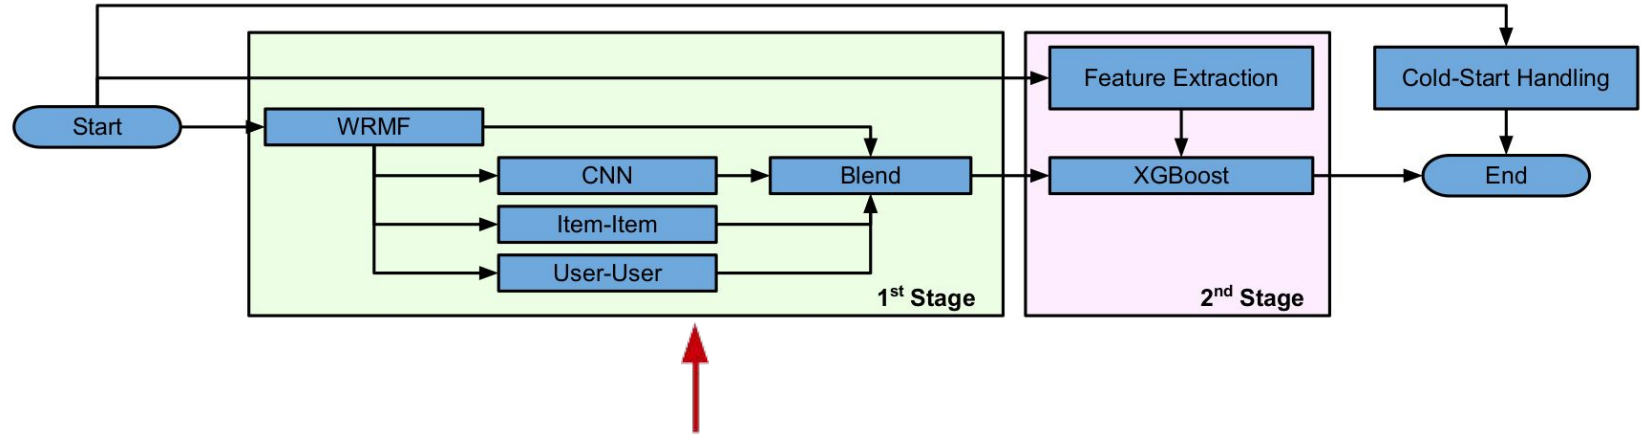 Feature Extraction
Cold-Start Handling
Start
WRMF
CNN
Blend
XGBoost
End
Item-Item
User-User
1st Stage
2nd Stage